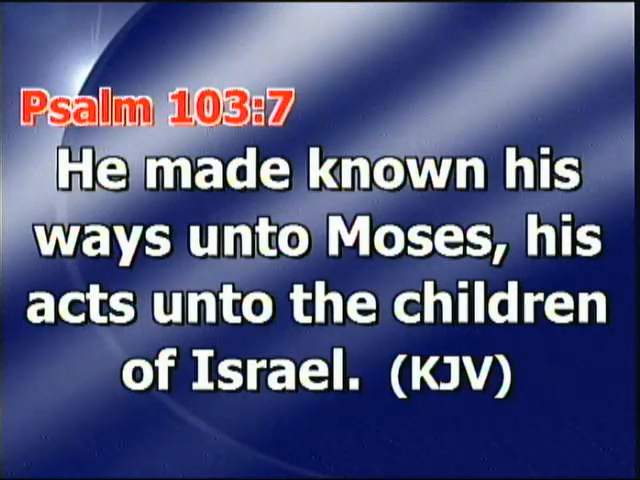 Psalm 103:7
He made known his
ways unto Moses, his
acts unto the children
of Israel. (KJV)